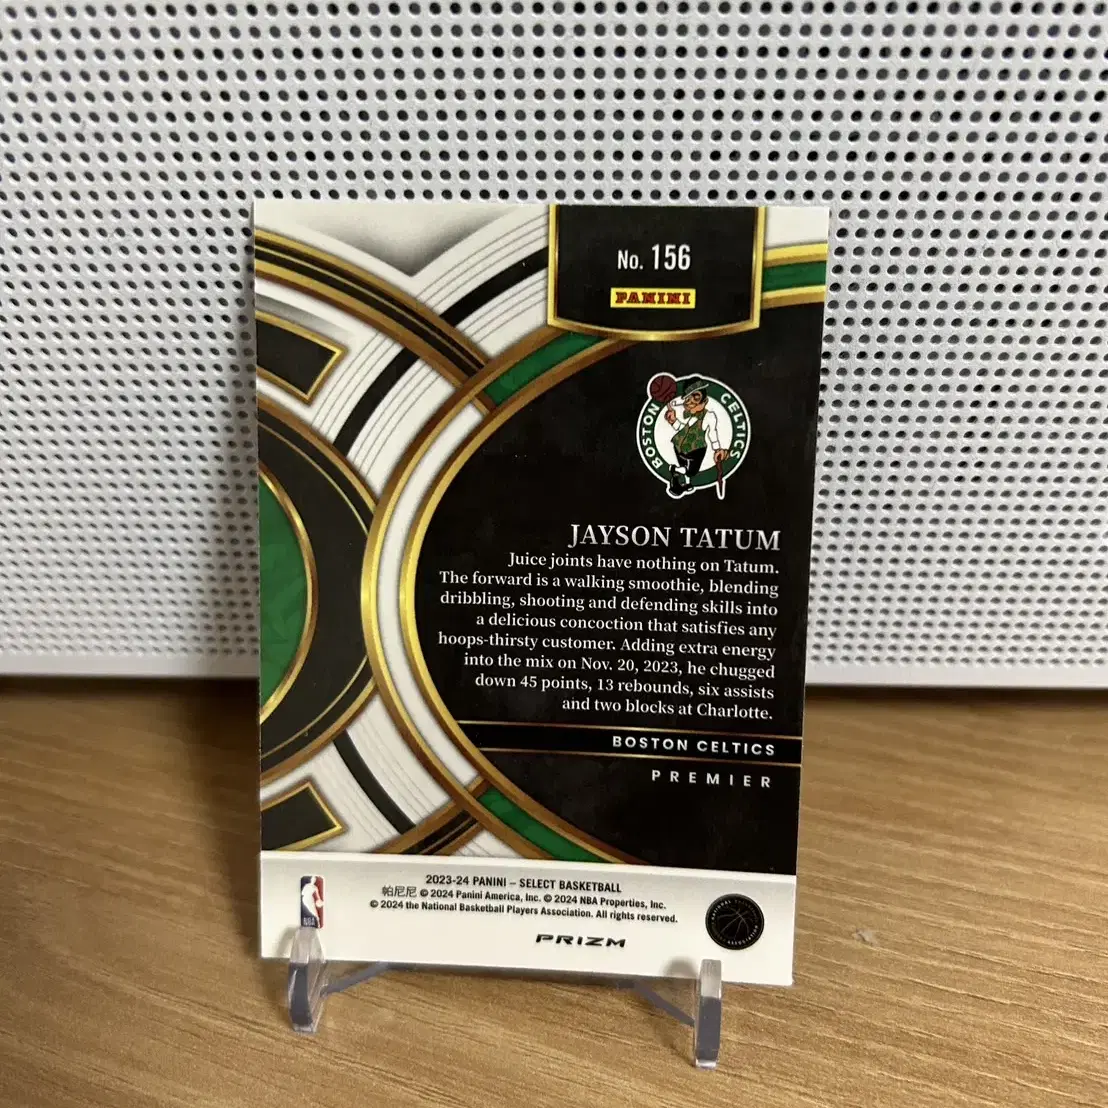 No. 156
PANINI
BOSTON CELTICS
JAYSON TATUM
Juice joints have nothing on Tatum.
The forward is a walking smoothie, blending
dribbling, shooting and defending skills into
a delicious concoction that satisfies any
hoops-thirsty customer. Adding extra energy
into the mix on Nov. 20, 2023, he chugged
down 45 points, 13 rebounds, six assists
and two blocks at Charlotte.
BOSTON CELTICS
PREMIER
2023-24 PANINI – SELECT BASKETBALL
帕尼尼 © 2024 Panini America, Inc. © 2024 NBA Properties, Inc.
© 2024 the National Basketball Players Association. All rights reserved.
NBA
PRIZM